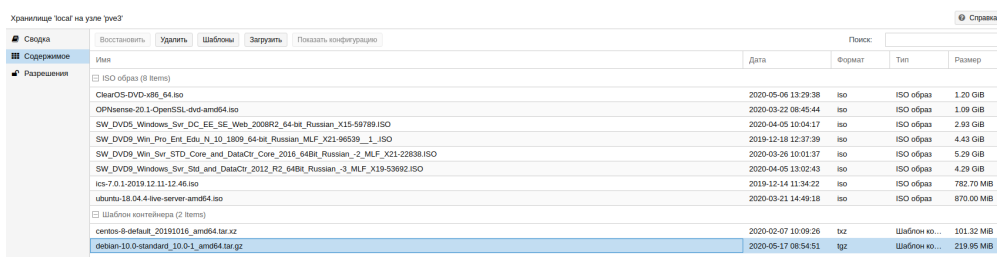 Хранилище 'local' на узле 'pve3' Справка
Сводка
Содержимое
Разрешения
Восстановить Удалить Шаблоны Загрузить Показать конфигурацию Поиск:
Имя Дата Формат Тип Размер
ISO образ (8 Items)
ClearOS-DVD-x86_64.iso 2020-05-06 13:29:38 iso ISO образ 1.20 GiB
OPNsense-20.1-OpenSSL-dvd-amd64.iso 2020-03-22 08:45:44 iso ISO образ 1.09 GiB
SW_DVD5_Windows_Svr_DC_EE_SE_Web_2008R2_64-bit_Russian_X15-59789.ISO 2020-04-05 10:04:17 iso ISO образ 2.93 GiB
SW_DVD9_Win_Pro_Ent_Edu_N_10_1809_64-bit_Russian_MLF_X21-96539__1_.ISO 2019-12-18 12:37:39 iso ISO образ 4.43 GiB
SW_DVD9_Win_Svr_STD_Core_and_DataCtr_Core_2016_64Bit_Russian_-2_MLF_X21-22838.ISO 2020-03-26 10:01:37 iso ISO образ 5.29 GiB
SW_DVD9_Windows_Svr_Std_and_DataCtr_2012_R2_64Bit_Russian_-3_MLF_X19-53692.ISO 2020-04-05 13:02:43 iso ISO образ 4.29 GiB
ics-7.0.1-2019.12.11-12.46.iso 2019-12-14 11:34:22 iso ISO образ 782.70 MiB
ubuntu-18.04.4-live-server-amd64.iso 2020-03-21 14:49:18 iso ISO образ 870.00 MiB
Шаблон контейнера (2 Items)
centos-8-default_20191016_amd64.tar.xz 2020-02-07 10:09:26 txz Шаблон ко... 101.32 MiB
debian-10.0-standard_10.0-1_amd64.tar.gz 2020-05-17 08:54:51 tgz Шаблон ко... 219.95 MiB